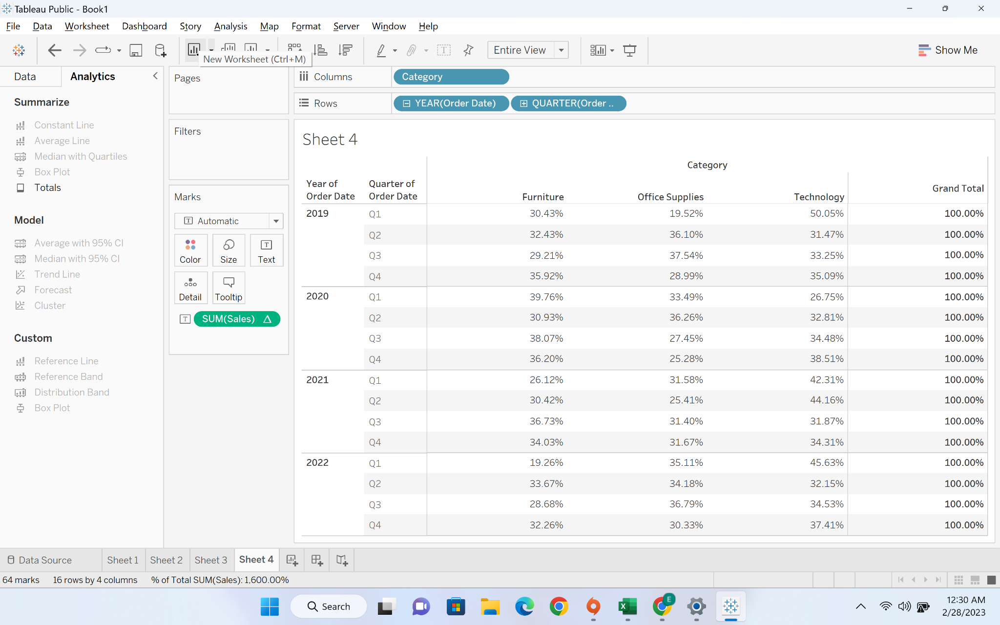 Tableau Public - Book1
File Data Worksheet Dashboard Story Analysis Map Format Server Window Help
Entire View
Show Me
New Worksheet (Ctrl+M)
Data Analytics
Summarize
Constant Line
Average Line
Median with Quartiles
Box Plot
Totals
Model
Average with 95% CI
Median with 95% CI
Trend Line
Forecast
Cluster
Custom
Reference Line
Reference Band
Distribution Band
Box Plot
Pages
Filters
Marks
Automatic
Color Size Text
Detail Tooltip
SUM(Sales) Δ
Columns Category
Rows YEAR(Order Date) QUARTER(Order ..
Sheet 4
Category
Year of Order Date Quarter of Order Date Furniture Office Supplies Technology Grand Total
2019 Q1 30.43% 19.52% 50.05% 100.00%
Q2 32.43% 36.10% 31.47% 100.00%
Q3 29.21% 37.54% 33.25% 100.00%
Q4 35.92% 28.99% 35.09% 100.00%
2020 Q1 39.76% 33.49% 26.75% 100.00%
Q2 30.93% 36.26% 32.81% 100.00%
Q3 38.07% 27.45% 34.48% 100.00%
Q4 36.20% 25.28% 38.51% 100.00%
2021 Q1 26.12% 31.58% 42.31% 100.00%
Q2 30.42% 25.41% 44.16% 100.00%
Q3 36.73% 31.40% 31.87% 100.00%
Q4 34.03% 31.67% 34.31% 100.00%
2022 Q1 19.26% 35.11% 45.63% 100.00%
Q2 33.67% 34.18% 32.15% 100.00%
Q3 28.68% 36.79% 34.53% 100.00%
Q4 32.26% 30.33% 37.41% 100.00%
Data Source Sheet 1 Sheet 2 Sheet 3 Sheet 4
64 marks 16 rows by 4 columns % of Total SUM(Sales): 1,600.00%
Search
E
12:30 AM
2/28/2023